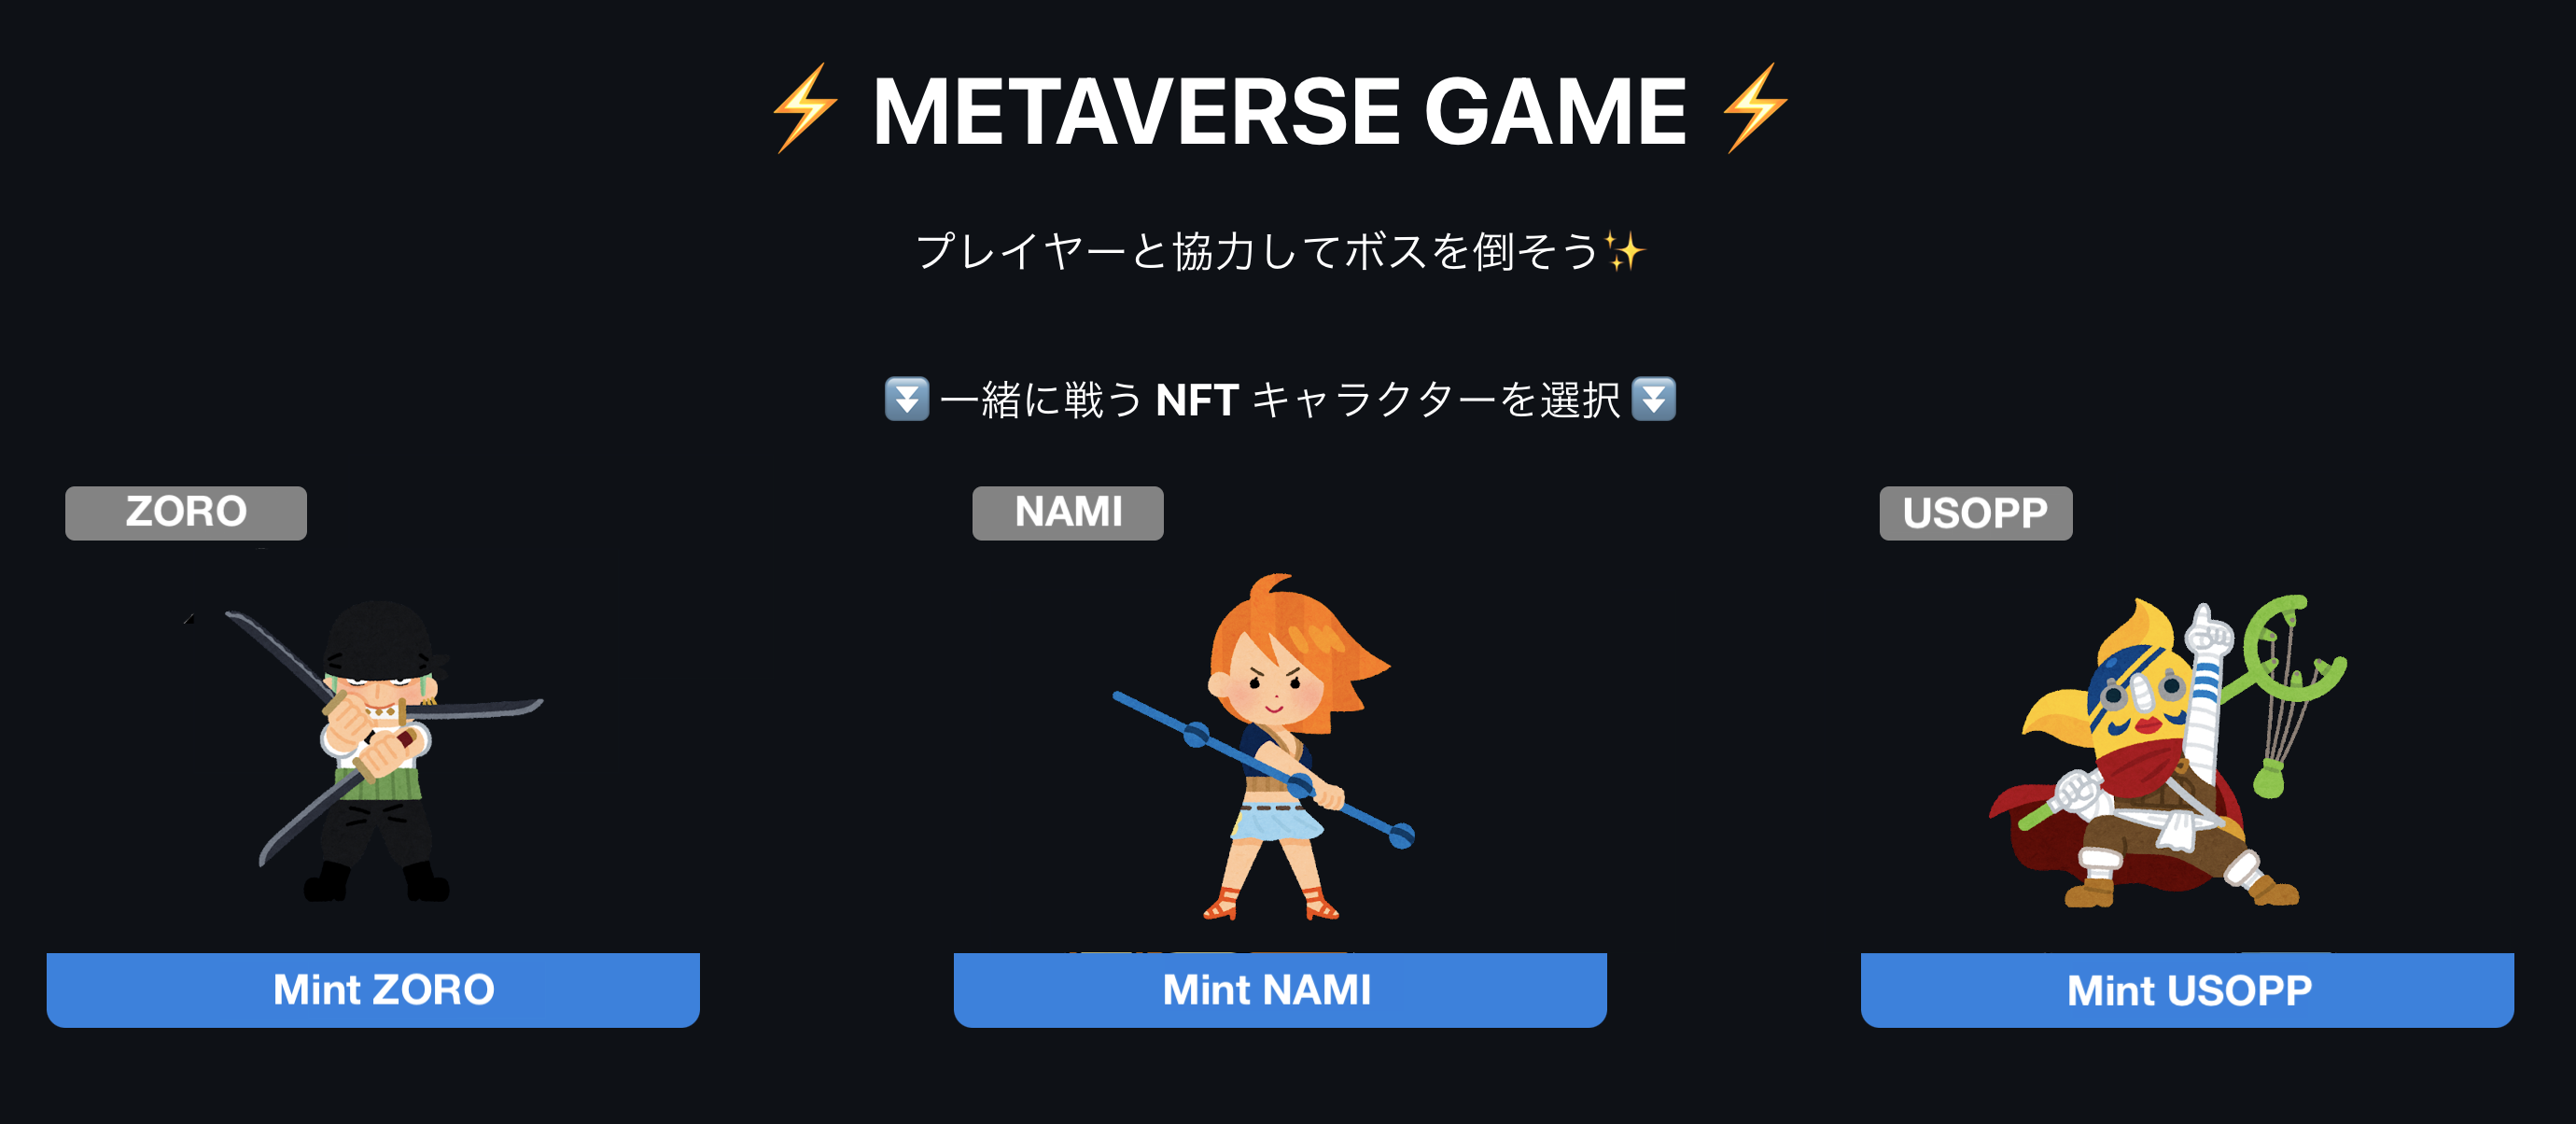 ⚡ METAVERSE GAME ⚡
プレイヤーと協力してボスを倒そう✨
⏬ 一緒に戦う NFT キャラクターを選択 ⏬
ZORO
NAMI
USOPP
Mint ZORO
Mint NAMI
Mint USOPP